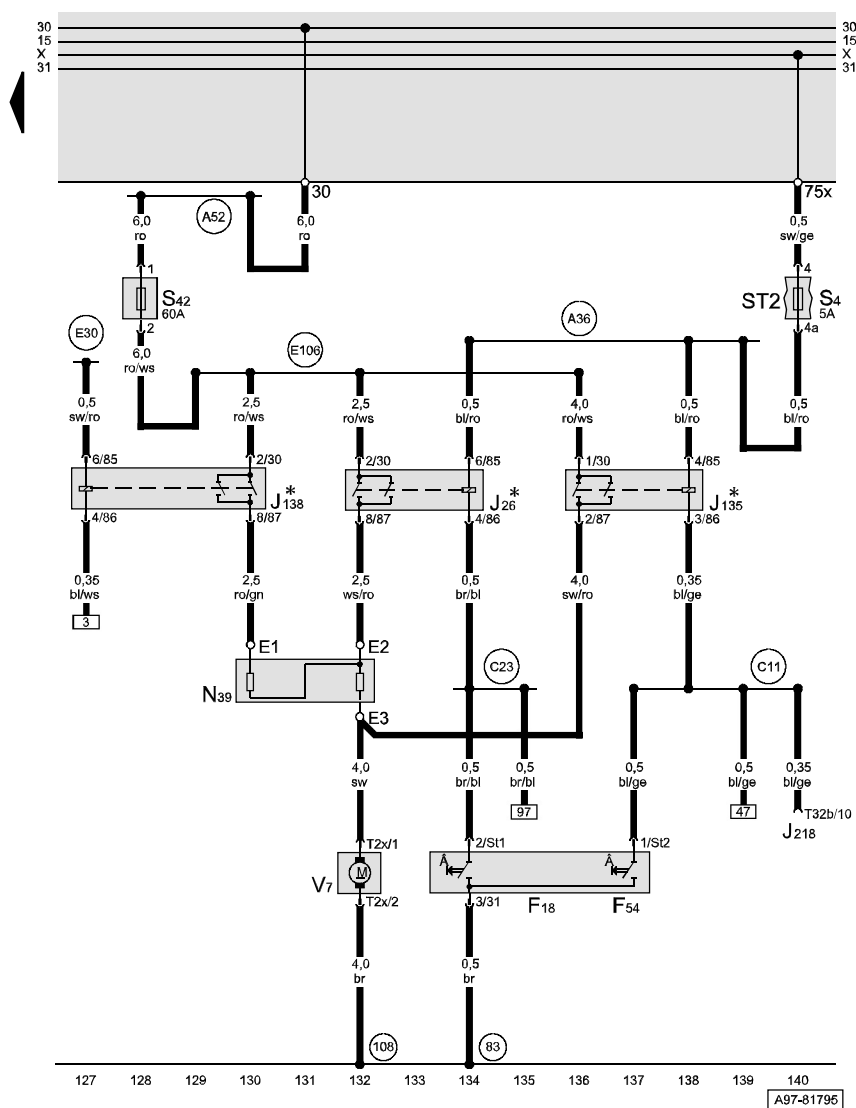 30 30
15 15
X X
31 31
30 75x
A52
6,0 ro
6,0 ro
0,5 sw/ge
1
4
S42 60A
ST2 S4 5A
2
4a
E30
A36
E106
6,0 ro/ws
0,5 sw/ro
2,5 ro/ws
2,5 ro/ws
0,5 bl/ro
4,0 ro/ws
0,5 bl/ro
0,5 bl/ro
6/85 2/30 2/30 6/85 1/30 4/85
J138* J26* J135*
4/86 8/87 8/87 4/86 2/87 3/86
0,35 bl/ws
2,5 ro/gn
2,5 ws/ro
0,5 br/bl
4,0 sw/ro
0,35 bl/ge
3
E1 E2
C23 C11
N39
E3
4,0 sw
0,5 br/bl
0,5 br/bl
0,5 bl/ge
0,5 bl/ge
0,35 bl/ge
97 47
T32b/10
J218
T2x/1 2/St1 1/St2
Â Â
V7 M
T2x/2 3/31 F18 F54
4,0 br
0,5 br
108 83
127 128 129 130 131 132 133 134 135 136 137 138 139 140
A97-81795